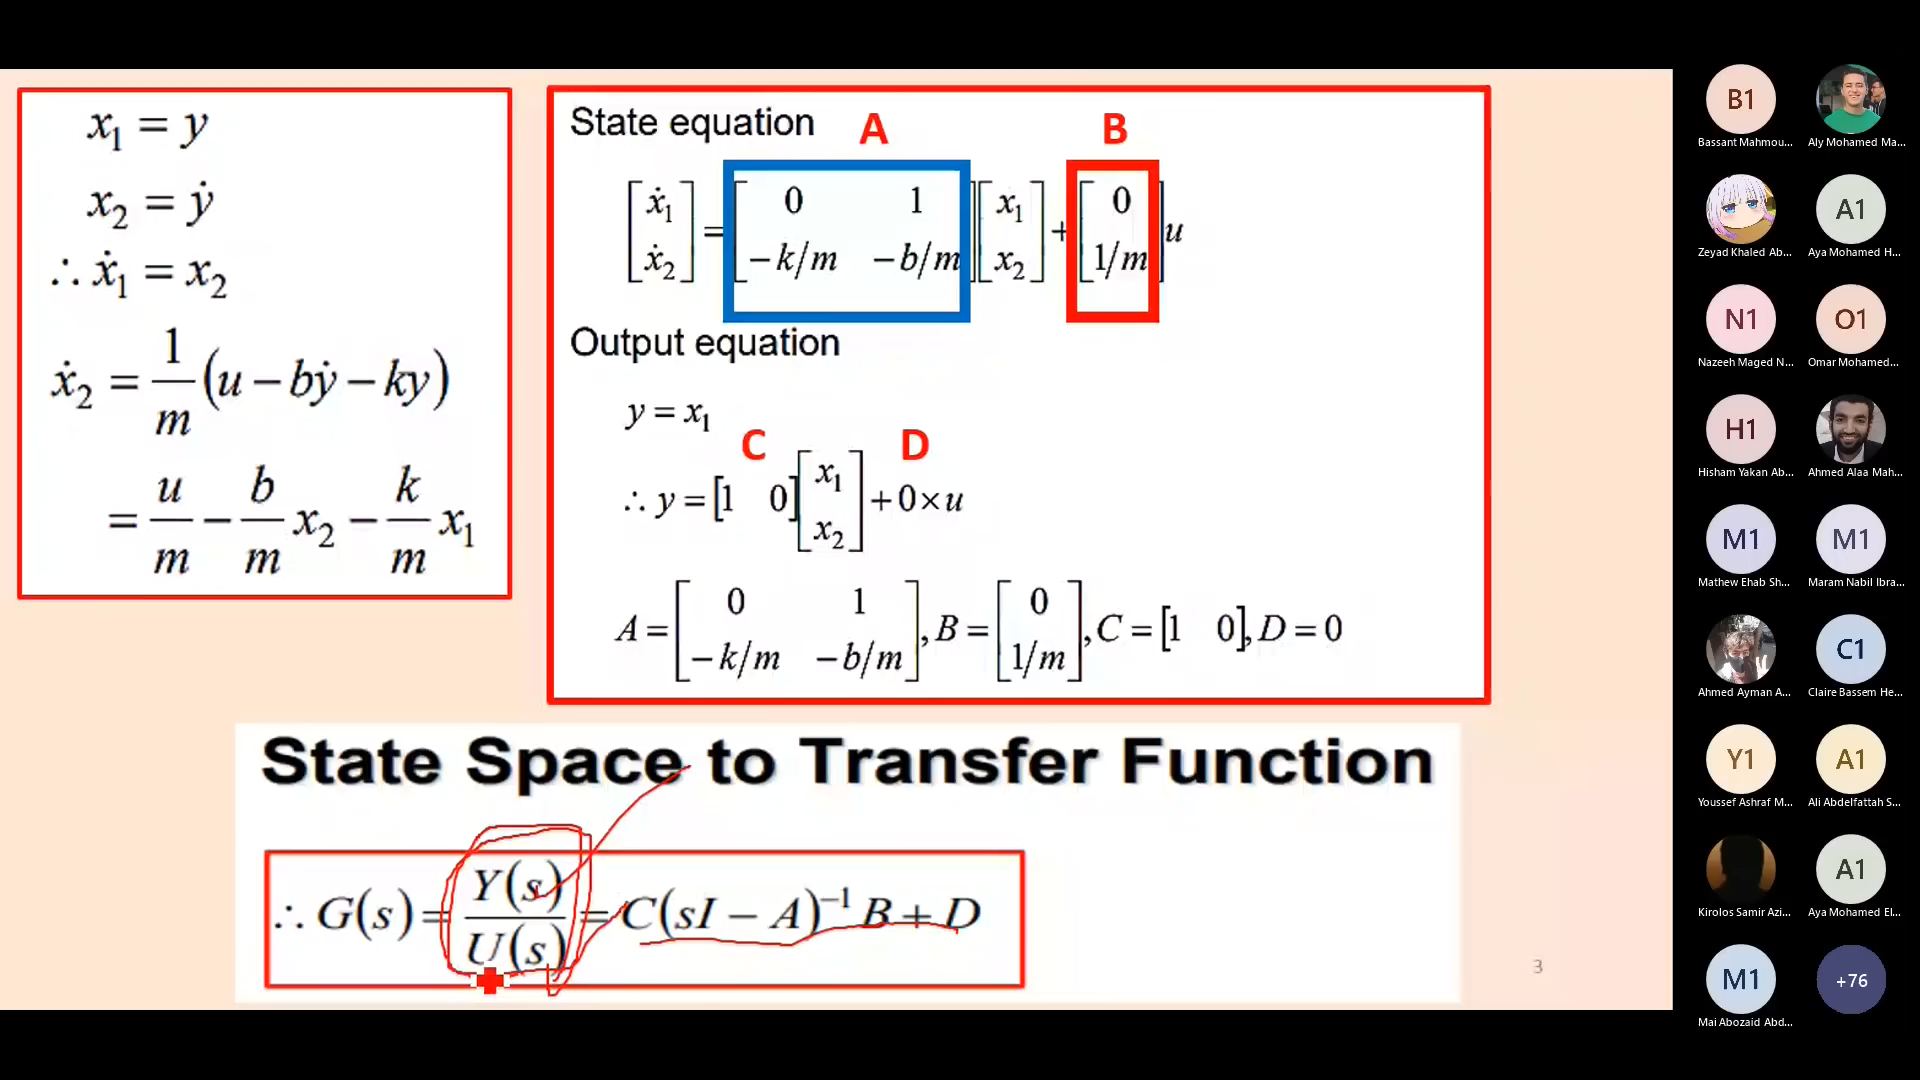 x₁ = y
x₂ = ẏ
∴ ẋ₁ = x₂
ẋ₂ = 1/m (u − bẏ − ky)
= u/m − b/m x₂ − k/m x₁
State equation
A B
[ẋ₁; ẋ₂] = [0 1; −k/m −b/m] [x₁; x₂] + [0; 1/m] u
Output equation
y = x₁
C D
∴ y = [1 0] [x₁; x₂] + 0 × u
A = [0 1; −k/m −b/m], B = [0; 1/m], C = [1 0], D = 0
State Space to Transfer Function
∴ G(s) = Y(s)/U(s) = C(sI − A)⁻¹ B + D
3
B1
Bassant Mahmou...
Aly Mohamed Ma...
Zeyad Khaled Ab...
A1
Aya Mohamed H...
N1
Nazeeh Maged N...
O1
Omar Mohamed...
H1
Hisham Yakan Ab...
Ahmed Alaa Mah...
M1
Mathew Ehab Sh...
M1
Maram Nabil Ibra...
Ahmed Ayman A...
C1
Claire Bassem He...
Y1
Youssef Ashraf M...
A1
Ali Abdelfattah S...
Kirolos Samir Azi...
A1
Aya Mohamed El...
M1
Mai Abozaid Abd...
+76